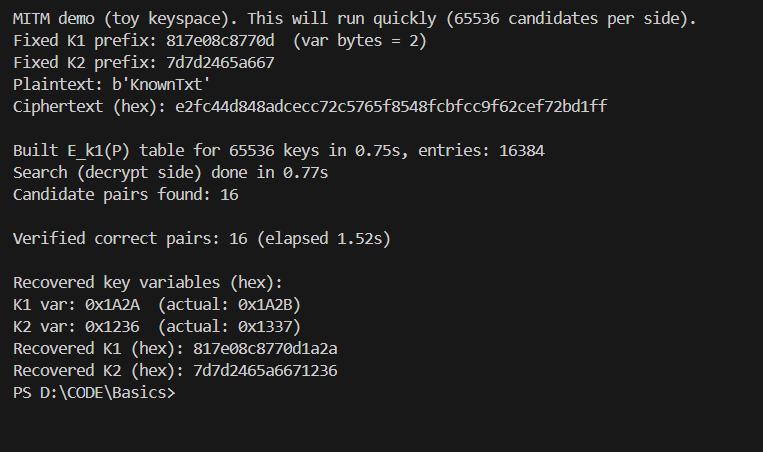 MITM demo (toy keyspace). This will run quickly (65536 candidates per side).
Fixed K1 prefix: 817e08c8770d  (var bytes = 2)
Fixed K2 prefix: 7d7d2465a667
Plaintext: b'KnownTxt'
Ciphertext (hex): e2fc44d848adcecc72c5765f8548fcbfcc9f62cef72bd1ff
Built E_k1(P) table for 65536 keys in 0.75s, entries: 16384
Search (decrypt side) done in 0.77s
Candidate pairs found: 16
Verified correct pairs: 16 (elapsed 1.52s)
Recovered key variables (hex):
K1 var: 0x1A2A  (actual: 0x1A2B)
K2 var: 0x1236  (actual: 0x1337)
Recovered K1 (hex): 817e08c8770d1a2a
Recovered K2 (hex): 7d7d2465a6671236
PS D:\CODE\Basics>